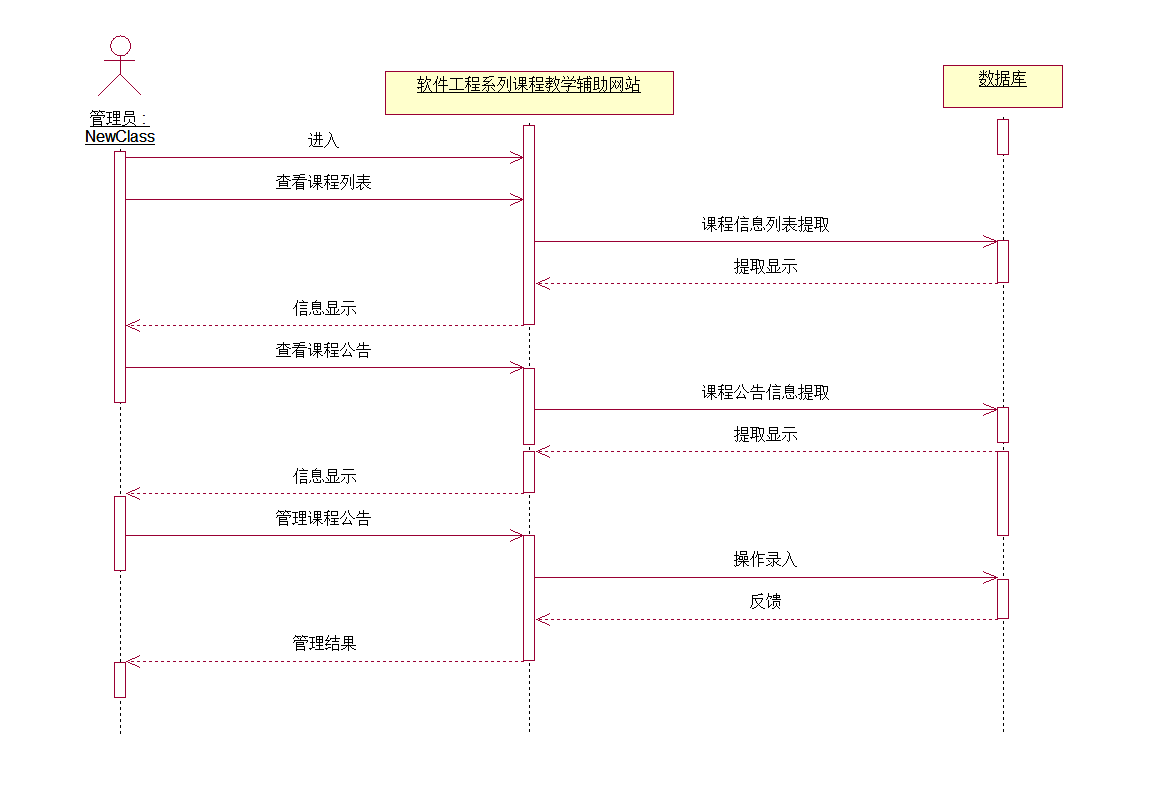 软件工程系列课程教学辅助网站
数据库
管理员 :
NewClass
进入
查看课程列表
课程信息列表提取
提取显示
信息显示
查看课程公告
课程公告信息提取
提取显示
信息显示
管理课程公告
操作录入
反馈
管理结果